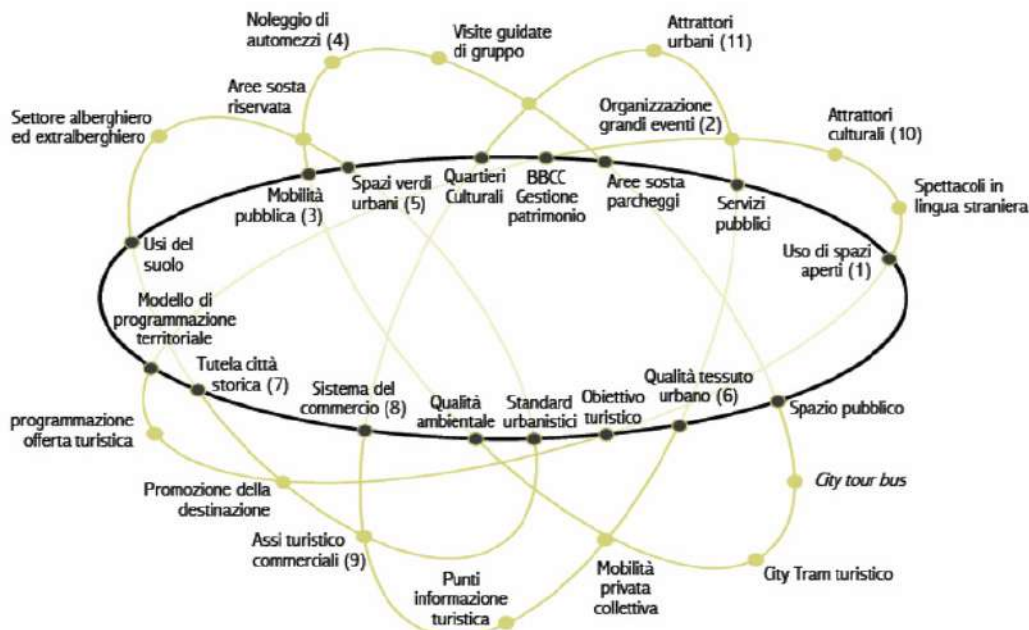 Noleggio di
automezzi (4)
Visite guidate
di gruppo
Attrattori
urbani (11)
Aree sosta
riservata
Settore alberghiero
ed extralberghiero
Organizzazione
grandi eventi (2)
Attrattori
culturali (10)
Mobilità
pubblica (3)
Spazi verdi
urbani (5)
Quartieri
Culturali
BBCC
Gestione
patrimonio
Aree sosta
parcheggi
Servizi
pubblici
Spettacoli in
lingua straniera
Usi del
suolo
Uso di spazi
aperti (1)
Modello di
programmazione
territoriale
Tutela città
storica (7)
Sistema del
commercio (8)
Qualità
ambientale
Standard
urbanistici
Obiettivo
turistico
Qualità tessuto
urbano (6)
Spazio pubblico
programmazione
offerta turistica
Promozione della
destinazione
City tour bus
Assi turistico
commerciali (9)
Punti
informazione
turistica
Mobilità
privata
collettiva
City Tram turistico